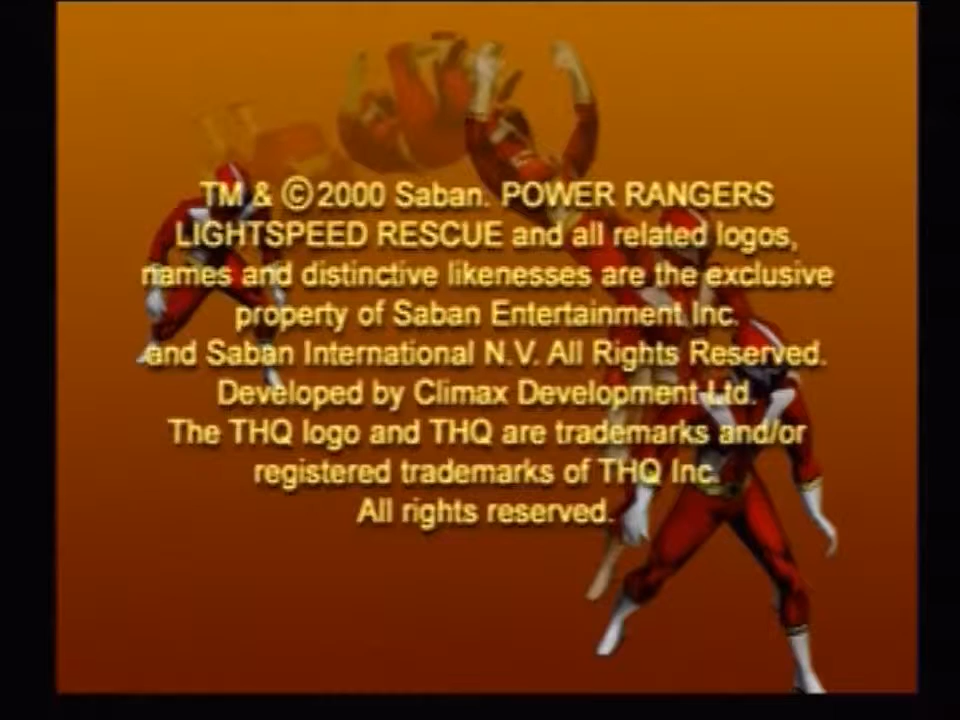 TM & ©2000 Saban. POWER RANGERS
LIGHTSPEED RESCUE and all related logos,
names and distinctive likenesses are the exclusive
property of Saban Entertainment Inc.
and Saban International N.V. All Rights Reserved.
Developed by Climax Development Ltd.
The THQ logo and THQ are trademarks and/or
registered trademarks of THQ Inc.
All rights reserved.